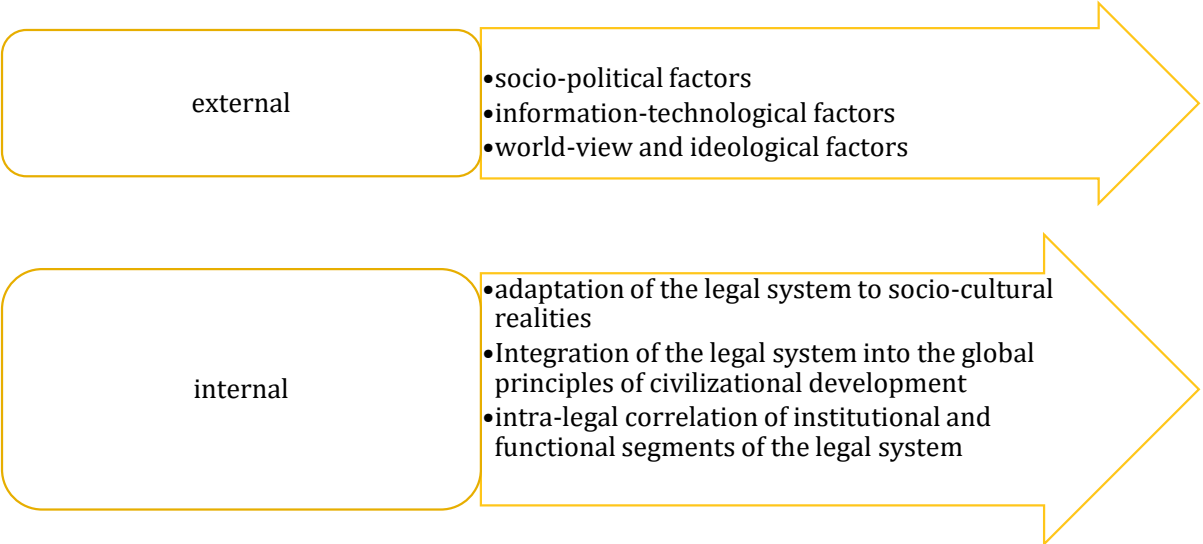 external
•socio-political factors
•information-technological factors
•world-view and ideological factors
internal
•adaptation of the legal system to socio-cultural
realities
•Integration of the legal system into the global
principles of civilizational development
•intra-legal correlation of institutional and
functional segments of the legal system